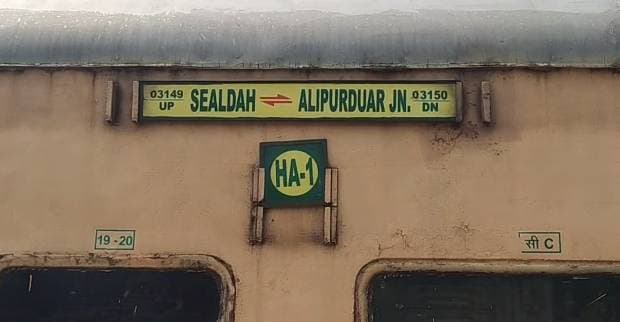 03149 UP SEALDAH ⇌ ALIPURDUAR JN. 03150 DN
HA-1
19 - 20
सी C